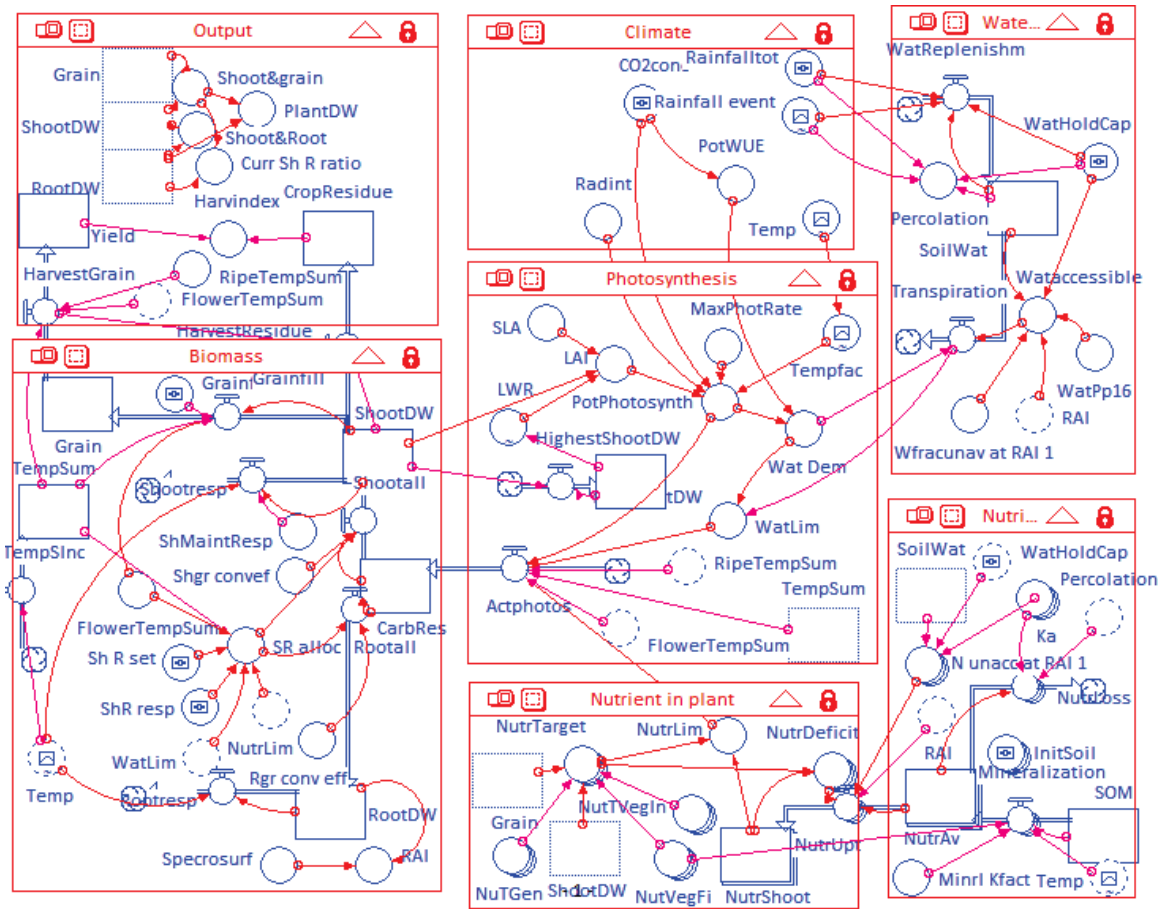 Output
Grain
Shoot&grain
PlantDW
ShootDW
Shoot&Root
Curr Sh R ratio
RootDW
CropResidue
Harvindex
Yield
HarvestGrain
RipeTempSum
FlowerTempSum
HarvestResidue
Climate
CO2conc
Rainfalltot
Rainfall event
PotWUE
Radint
Temp
Wate...
WatReplenishm
WatHoldCap
Percolation
SoilWat
Wataccessible
Transpiration
WatPp16
RAI
Wfracunav at RAI 1
Photosynthesis
SLA
MaxPhotRate
LAI
Tempfac
LWR
PotPhotosynth
HighestShootDW
Wat Dem
tDW
WatLim
RipeTempSum
TempSum
Actphotos
FlowerTempSum
Biomass
Grainf
Grainfill
ShootDW
Grain
TempSum
Shootresp
Shootall
ShMaintResp
TempSInc
Shgr convef
CarbRes
FlowerTempSum
SR alloc
Rootall
Sh R set
ShR resp
NutrLim
WatLim
Rgr conv eff
Temp
Rootresp
RootDW
Specrosurf
RAI
Nutrient in plant
NutrTarget
NutrLim
NutrDeficit
NutTVegIn
Grain
NutrUpt
NuTGen
ShootDW
- 1 -
NutVegFi
NutrShoot
Nutri...
SoilWat
WatHoldCap
Percolation
Ka
N unacc at RAI 1
NutrLoss
RAI
InitSoil
Mineralization
SOM
NutrAv
Minrl Kfact
Temp